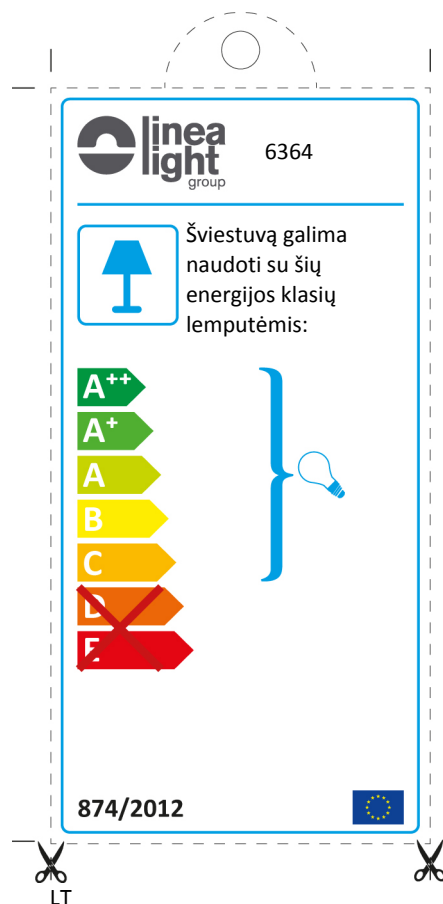 linea
light
group
6364
Šviestuvą galima
naudoti su šių
energijos klasių
lemputėmis:
A++
A+
A
B
C
D
E
874/2012
LT